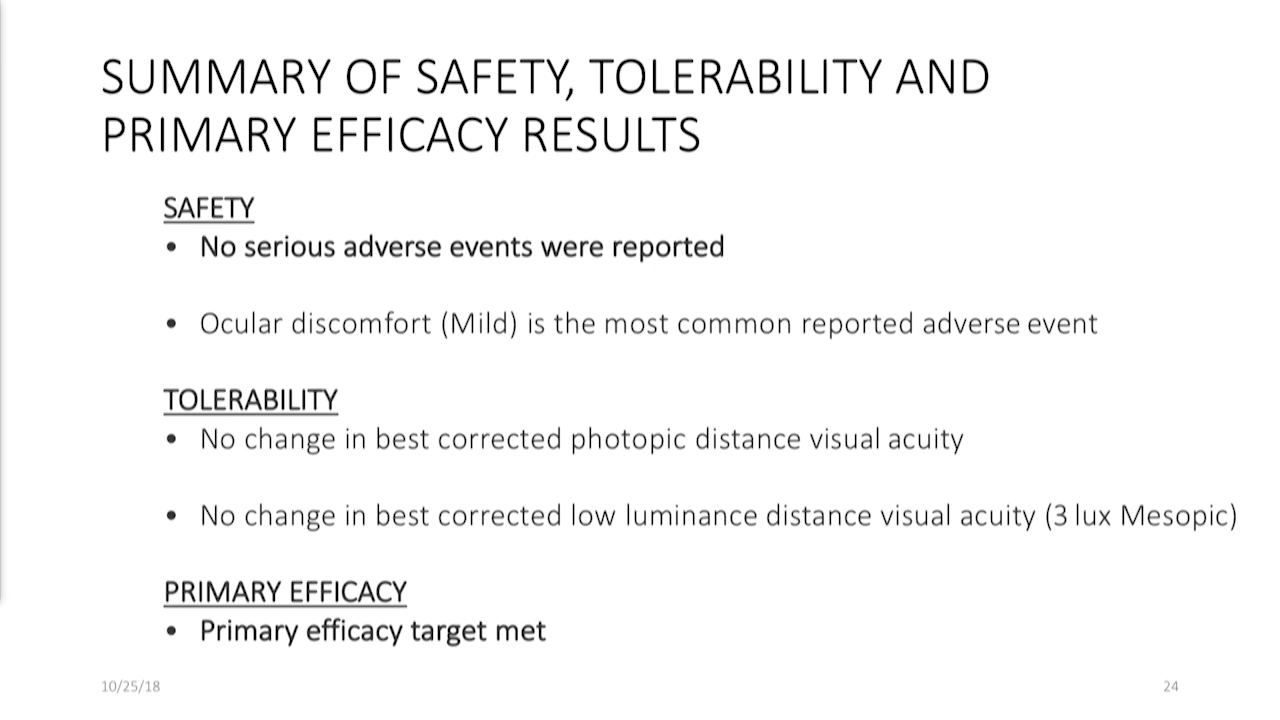 SUMMARY OF SAFETY, TOLERABILITY AND
PRIMARY EFFICACY RESULTS
SAFETY
• No serious adverse events were reported
• Ocular discomfort (Mild) is the most common reported adverse event
TOLERABILITY
• No change in best corrected photopic distance visual acuity
• No change in best corrected low luminance distance visual acuity (3 lux Mesopic)
PRIMARY EFFICACY
• Primary efficacy target met
10/25/18
24